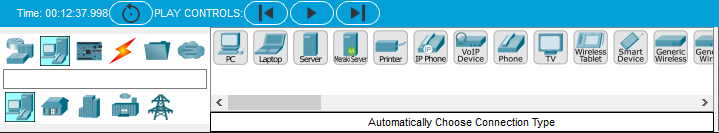 Time: 00:12:37.998 PLAY CONTROLS:
PC
Laptop
Server
Meraki Server
Printer
IP
IP Phone
VoIP
Device
Phone
TV
Wireless
Tablet
Smart
Device
Generic
Wireless
Automatically Choose Connection Type